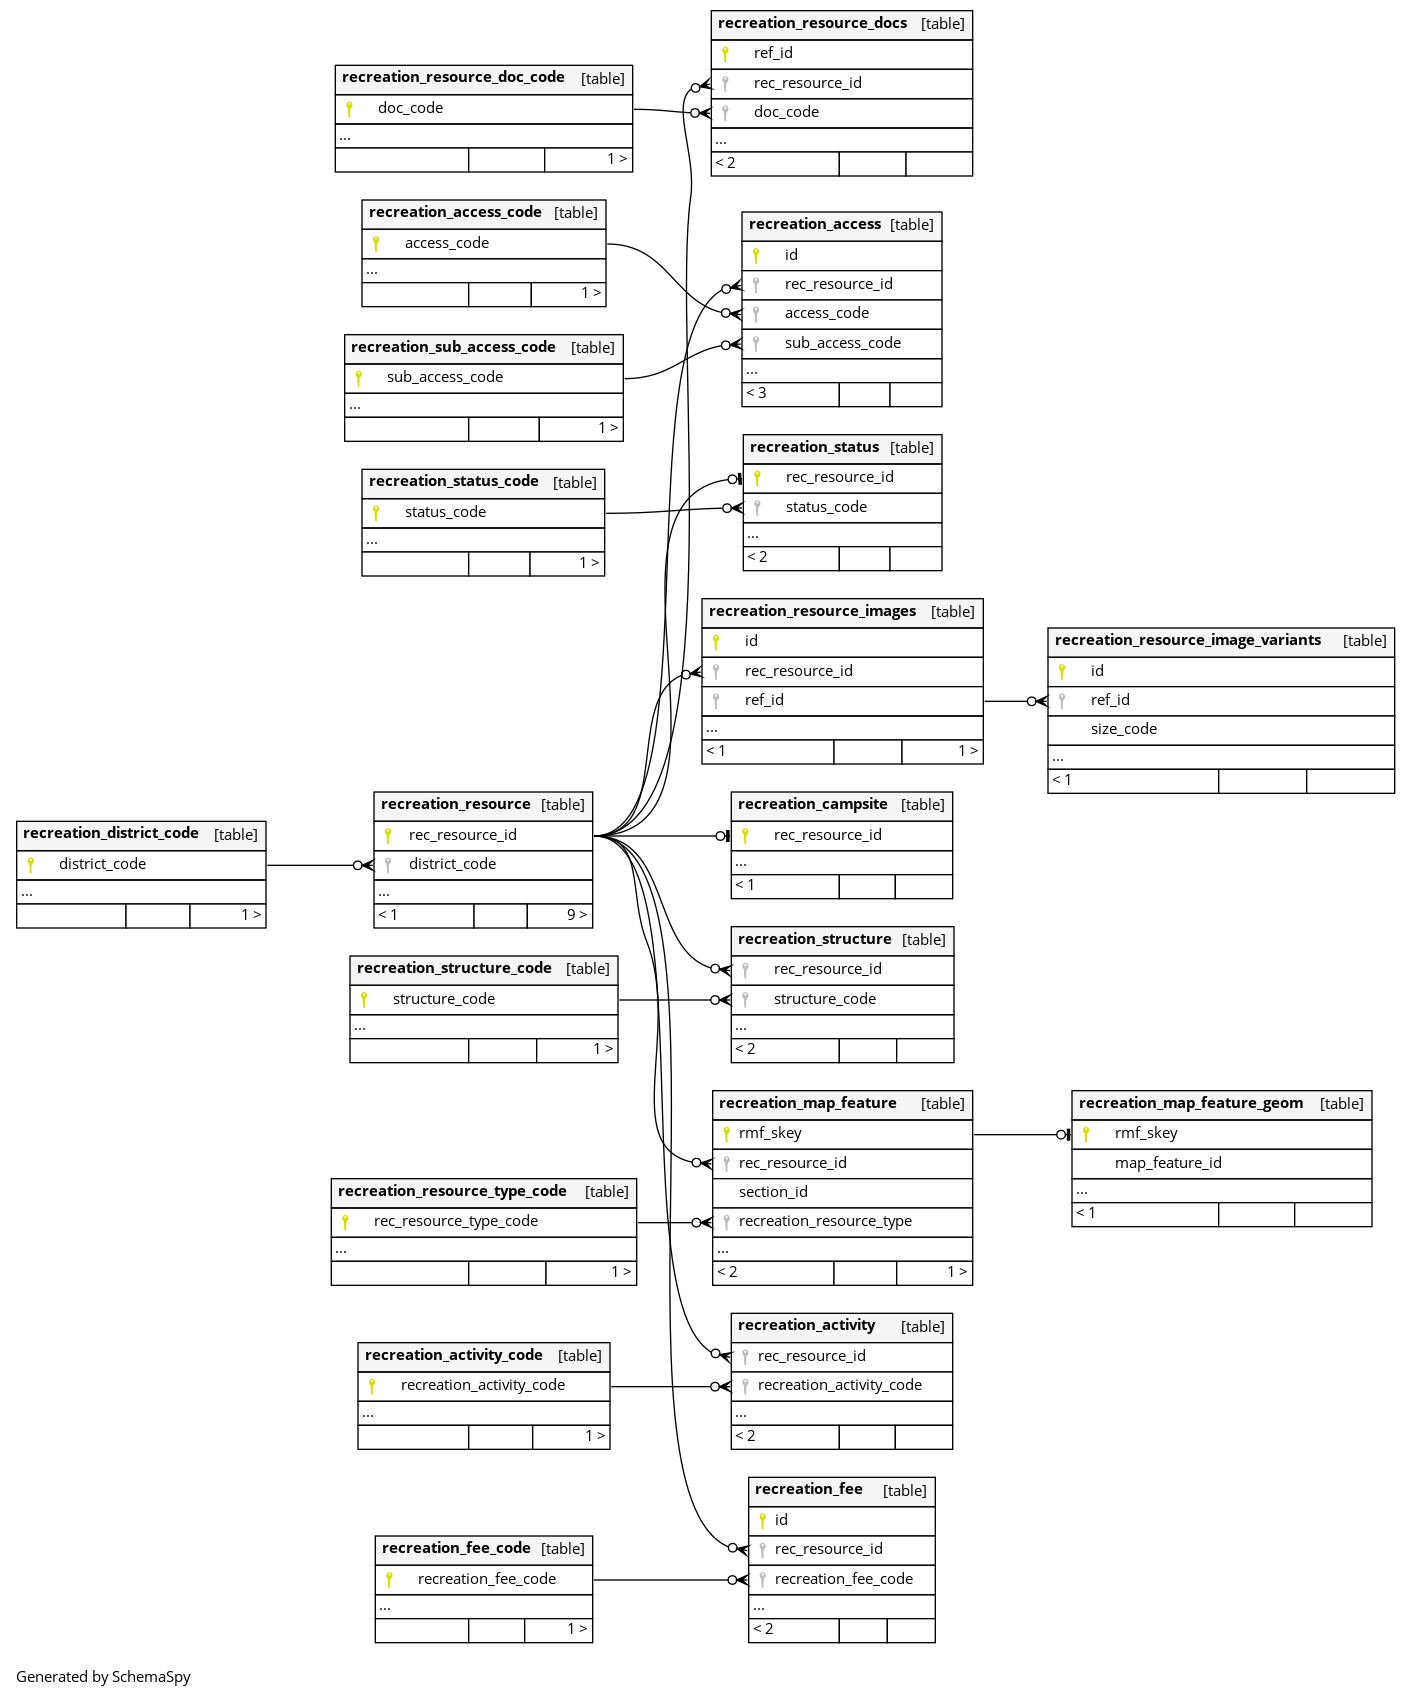 recreation_resource_docs [table]
ref_id
rec_resource_id
doc_code
...
< 2
recreation_resource_doc_code [table]
doc_code
...
1 >
recreation_access_code [table]
access_code
...
1 >
recreation_access [table]
id
rec_resource_id
access_code
sub_access_code
...
< 3
recreation_sub_access_code [table]
sub_access_code
...
1 >
recreation_status [table]
rec_resource_id
status_code
...
< 2
recreation_status_code [table]
status_code
...
1 >
recreation_resource_images [table]
id
rec_resource_id
ref_id
...
< 1 1 >
recreation_resource_image_variants [table]
id
ref_id
size_code
...
< 1
recreation_district_code [table]
district_code
...
1 >
recreation_resource [table]
rec_resource_id
district_code
...
< 1 9 >
recreation_campsite [table]
rec_resource_id
...
< 1
recreation_structure [table]
rec_resource_id
structure_code
...
< 2
recreation_structure_code [table]
structure_code
...
1 >
recreation_map_feature [table]
rmf_skey
rec_resource_id
section_id
recreation_resource_type
...
< 2 1 >
recreation_map_feature_geom [table]
rmf_skey
map_feature_id
...
< 1
recreation_resource_type_code [table]
rec_resource_type_code
...
1 >
recreation_activity [table]
rec_resource_id
recreation_activity_code
...
< 2
recreation_activity_code [table]
recreation_activity_code
...
1 >
recreation_fee [table]
id
rec_resource_id
recreation_fee_code
...
< 2
recreation_fee_code [table]
recreation_fee_code
...
1 >
Generated by SchemaSpy